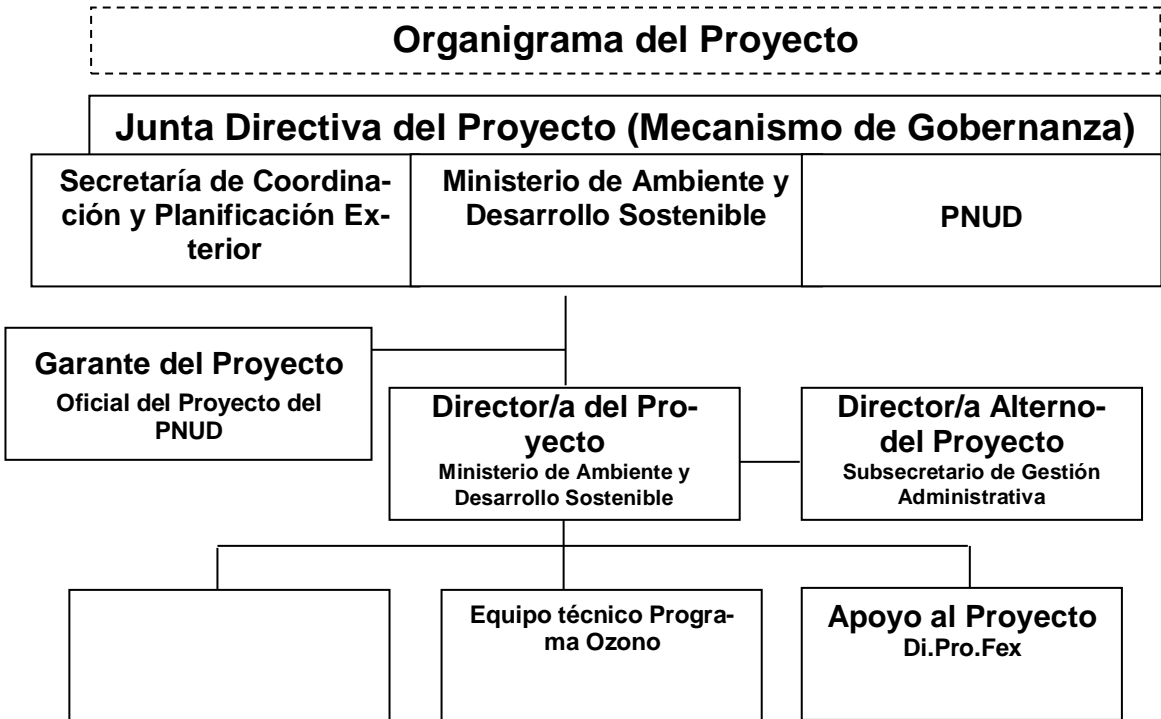 Organigrama del Proyecto
Junta Directiva del Proyecto (Mecanismo de Gobernanza)
Secretaría de Coordina-
ción y Planificación Ex-
terior
Ministerio de Ambiente y
Desarrollo Sostenible
PNUD
Garante del Proyecto
Oficial del Proyecto del
PNUD
Director/a del Pro-
yecto
Ministerio de Ambiente y
Desarrollo Sostenible
Director/a Alterno-
del Proyecto
Subsecretario de Gestión
Administrativa
Equipo técnico Progra-
ma Ozono
Apoyo al Proyecto
Di.Pro.Fex